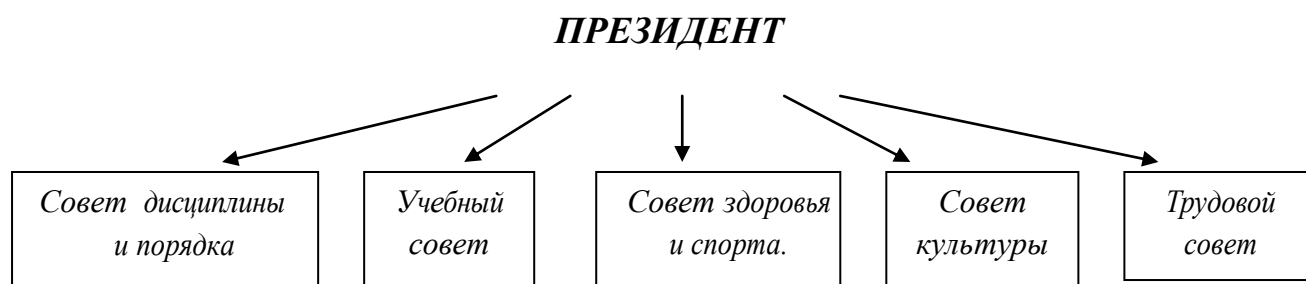 ПРЕЗИДЕНТ
Совет дисциплины
и порядка
Учебный
совет
Совет здоровья
и спорта.
Совет
культуры
Трудовой
совет